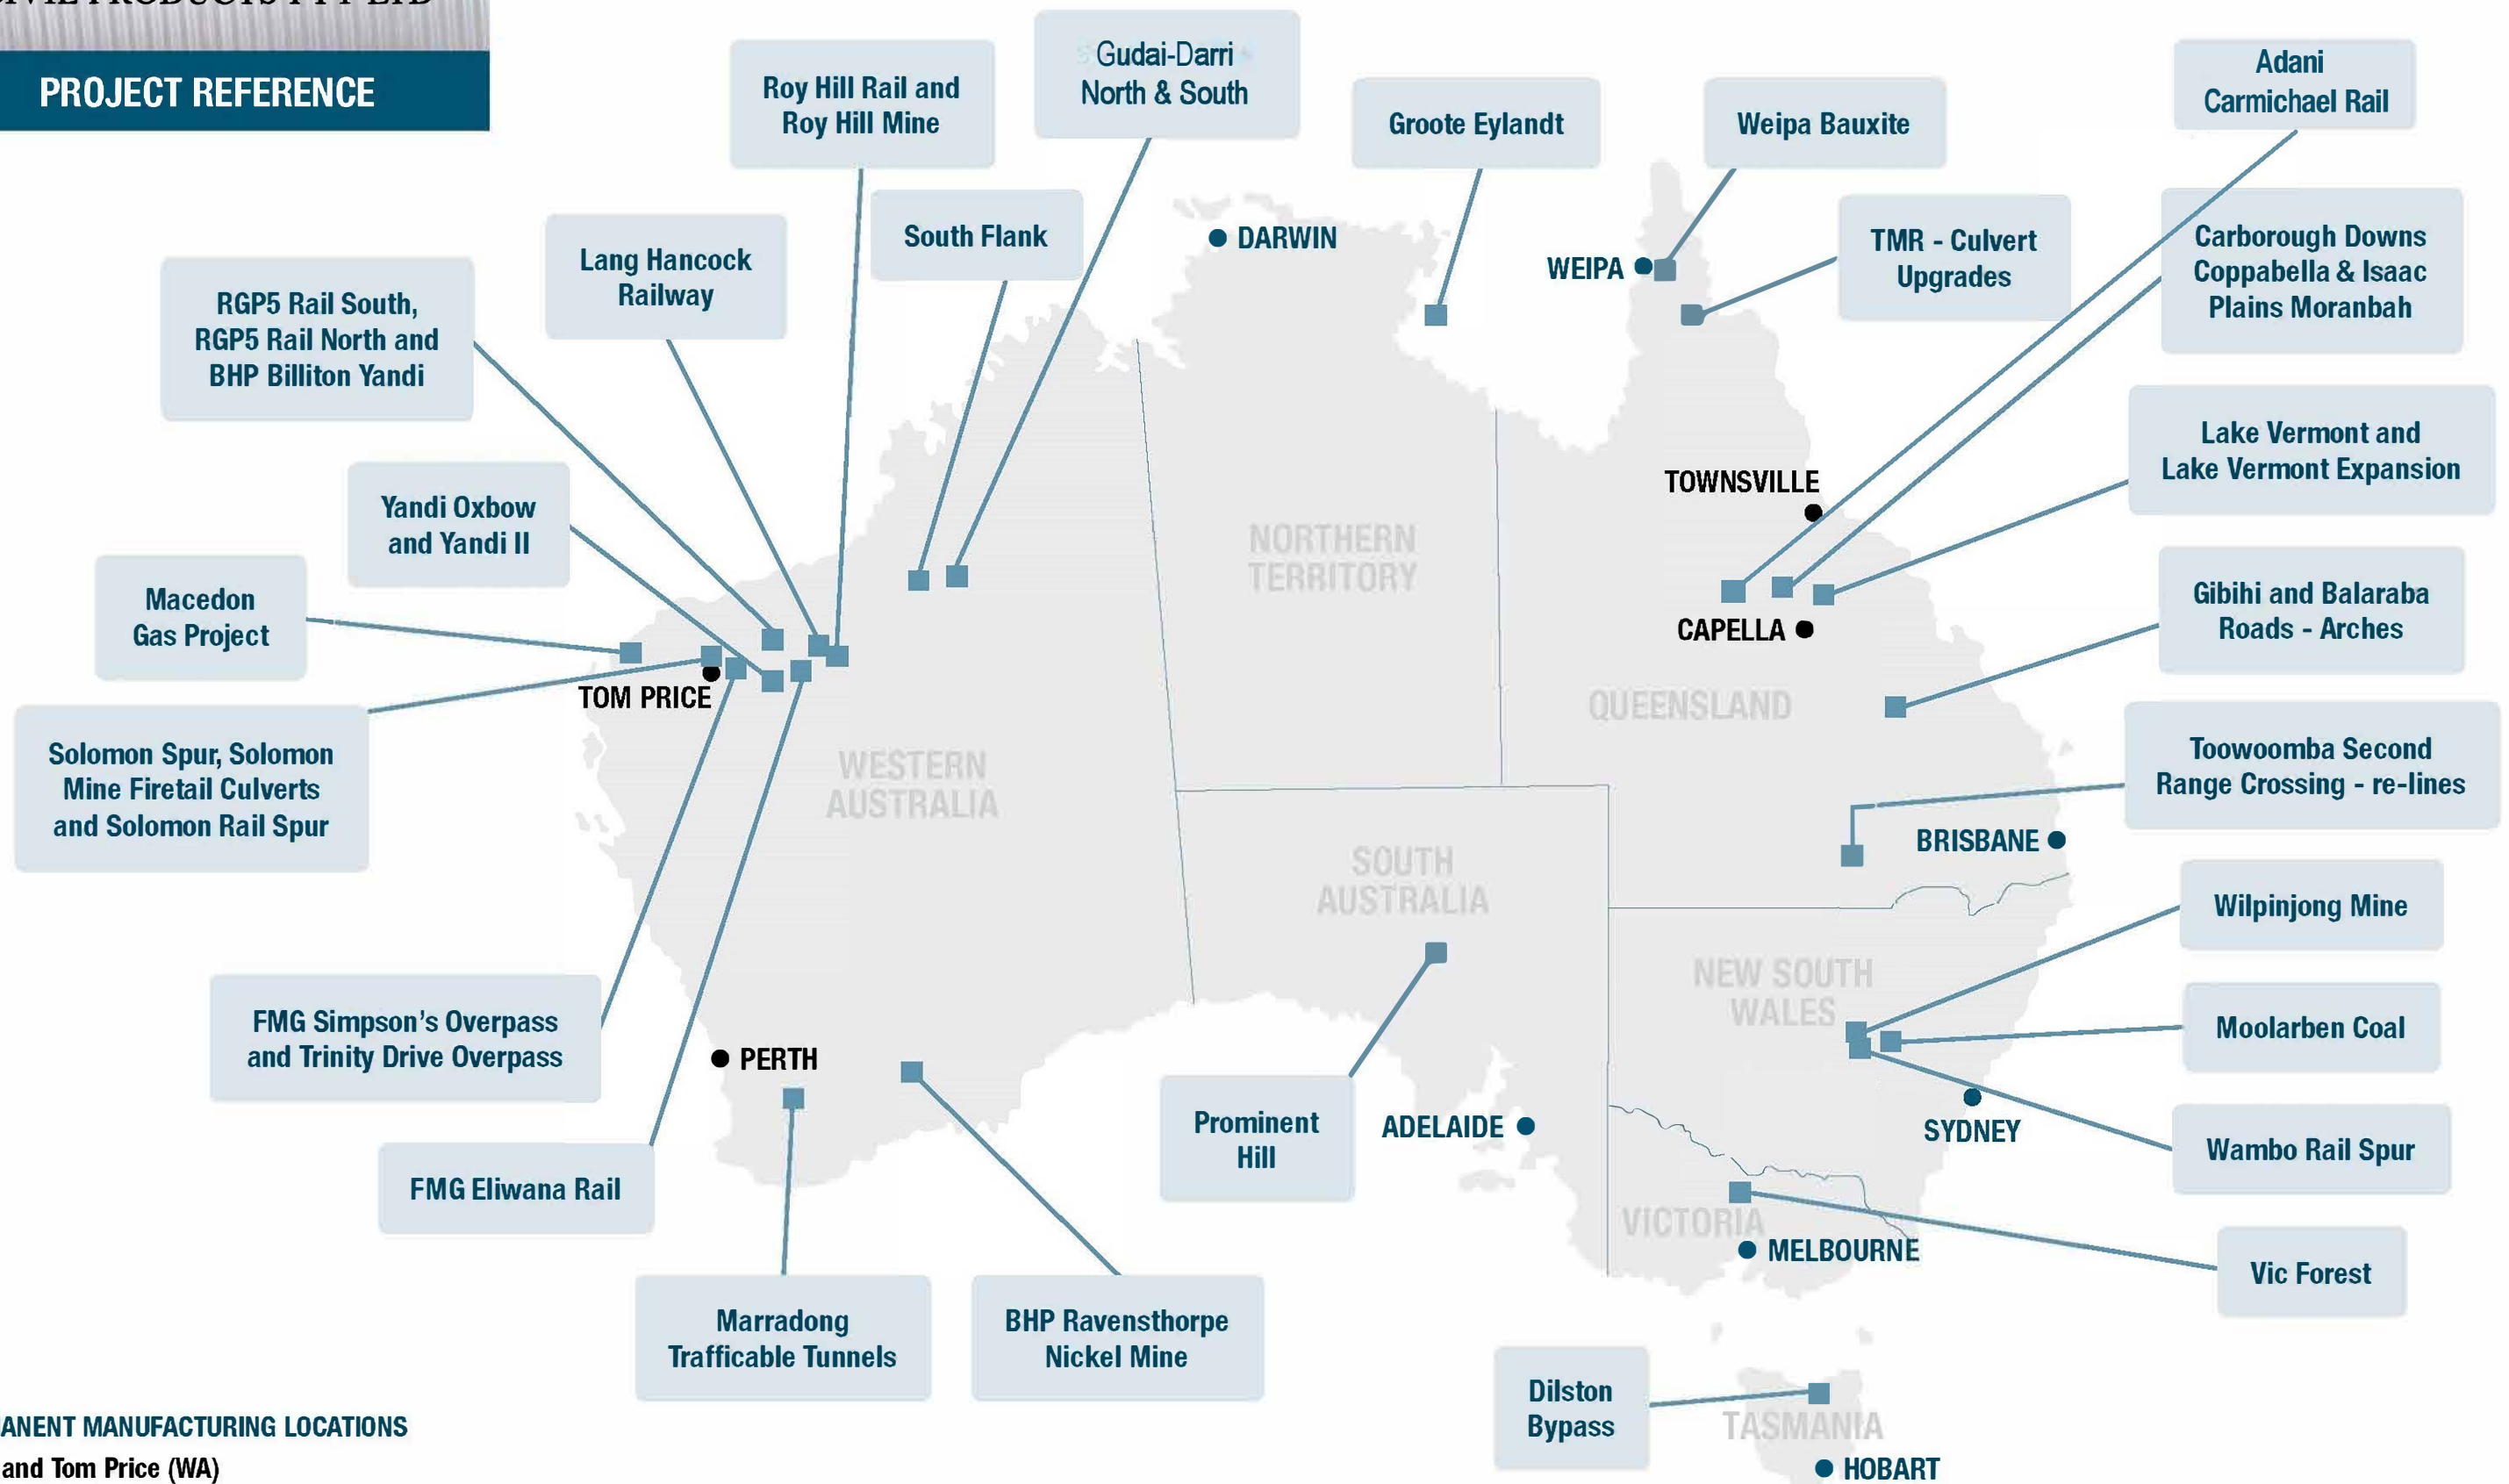 PRODUCTS PTY LTD
PROJECT REFERENCE
Roy Hill Rail and
Roy Hill Mine
Gudai-Darri
North & South
Groote Eylandt
Weipa Bauxite
Adani
Carmichael Rail
Lang Hancock
Railway
South Flank
DARWIN
WEIPA
TMR - Culvert
Upgrades
Carborough Downs
Coppabella & Isaac
Plains Moranbah
RGP5 Rail South,
RGP5 Rail North and
BHP Billiton Yandi
Lake Vermont and
Lake Vermont Expansion
Yandi Oxbow
and Yandi II
TOWNSVILLE
NORTHERN
TERRITORY
Macedon
Gas Project
CAPELLA
Gibihi and Balaraba
Roads - Arches
TOM PRICE
QUEENSLAND
Solomon Spur, Solomon
Mine Firetail Culverts
and Solomon Rail Spur
WESTERN
AUSTRALIA
Toowoomba Second
Range Crossing - re-lines
BRISBANE
SOUTH
AUSTRALIA
Wilpinjong Mine
NEW SOUTH
WALES
FMG Simpson's Overpass
and Trinity Drive Overpass
PERTH
Moolarben Coal
Prominent
Hill
ADELAIDE
SYDNEY
Wambo Rail Spur
FMG Eliwana Rail
VICTORIA
MELBOURNE
Vic Forest
Marradong
Trafficable Tunnels
BHP Ravensthorpe
Nickel Mine
Dilston
Bypass
TASMANIA
HOBART
ANENT MANUFACTURING LOCATIONS
and Tom Price (WA)